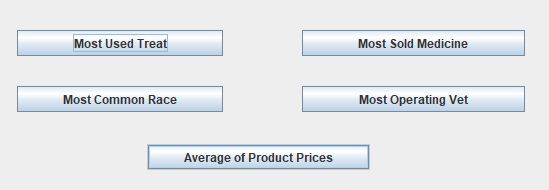 Most Used Treat
Most Sold Medicine
Most Common Race
Most Operating Vet
Average of Product Prices